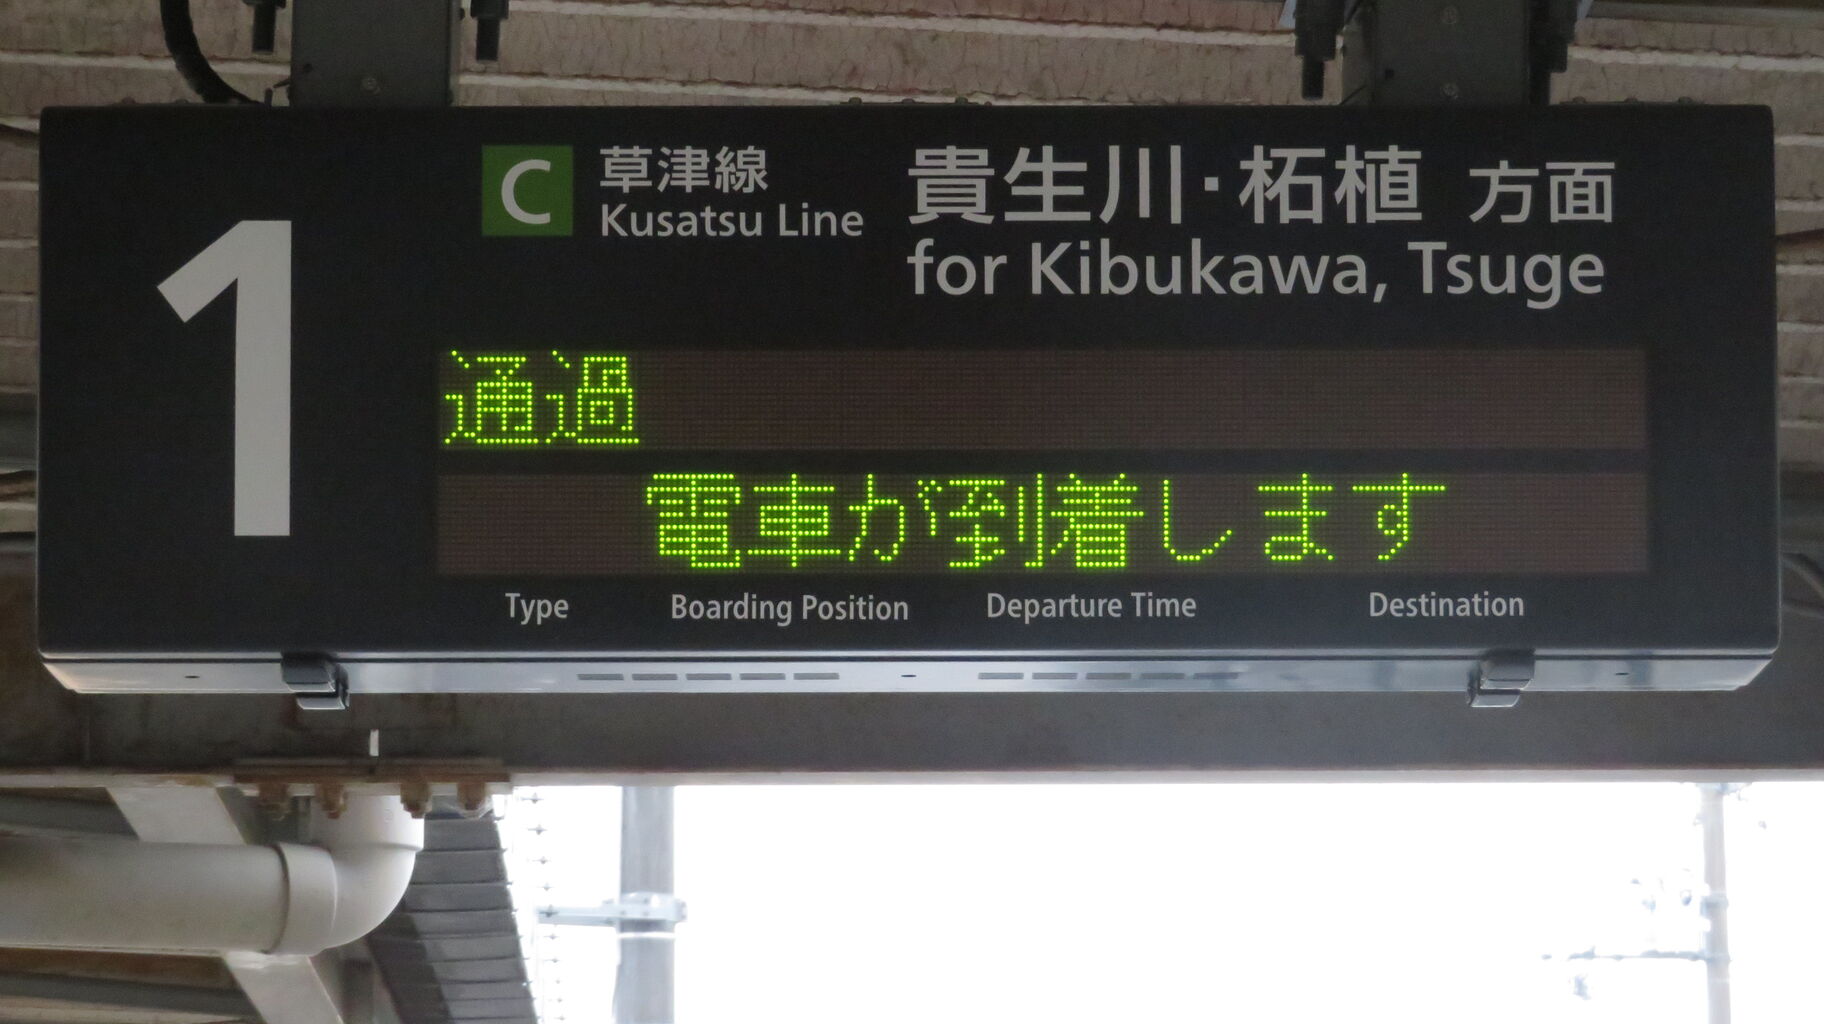 1
C
草津線
Kusatsu Line
貴生川・柘植 方面
for Kibukawa, Tsuge
通過
電車が到着します
Type Boarding Position Departure Time Destination